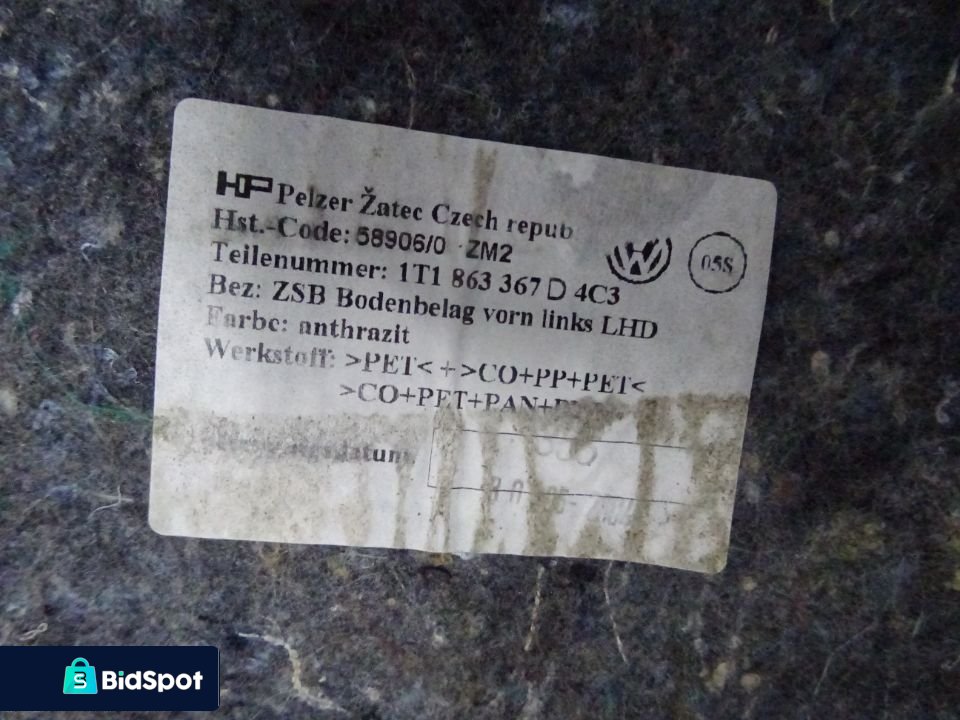 HP Pelzer Žatec Czech repub
Hst.-Code: 58906/0 ZM2
Teilenummer: 1T1 863 367 D 4C3
05S
Bez: ZSB Bodenbelag vorn links LHD
Farbe: anthrazit
Werkstoff: >PET< + >CO+PP+PET<
>CO+PET+PAN+
BidSpot